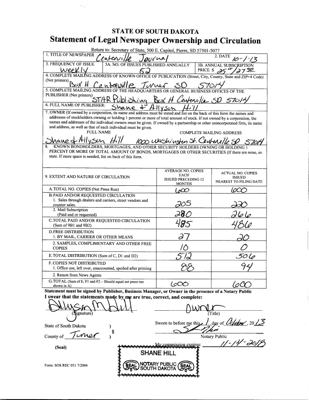 STATE OF SOUTH DAKOTA
Statement of Legal Newspaper Ownership and Circulation
Return to: Secretary of State, 500 E. Capitol, Pierre, SD 57501-5077
1. TITLE OF NEWSPAPER Centerville Journal 2. DATE 10-1-13
3. FREQUENCY OF ISSUE weekly
3A. NO. OF ISSUES PUBLISHED ANNUALLY 52
3B. ANNUAL SUBSCRIPTION PRICE: $
4. COMPLETE MAILING ADDRESS OF KNOWN OFFICE OF PUBLICATION (Street, City, County, State and ZIP+4 Code)
(Not printers) Box H Centerville Turner SD 57014
5. COMPLETE MAILING ADDRESS OF THE HEADQUARTERS OR GENERAL BUSINESS OFFICES OF THE
PUBLISHER (Not printers) STAR Publishing Box H Centerville SD 57014
6. FULL NAME OF PUBLISHER Shane & Allyson Hill
7. OWNER (If owned by a corporation, its name and address must be stated and list on the back of this form the names and
addresses of stockholders owning or holding 1 percent or more of total amount of stock. If not owned by a corporation, the
names and addresses of the individual owners must be given. If owned by a partnership or other unincorporated firm, its name
and address, as well as that of each individual must be given.
FULL NAME COMPLETE MAILING ADDRESS
Shane & Allyson Hill 1000 Washington St Centerville SD 57014
8. KNOWN BONDHOLDERS, MORTGAGEES, AND OTHER SECURITY HOLDERS OWNING OR HOLDING 1
PERCENT OR MORE OF TOTAL AMOUNT OF BONDS, MORTGAGES OR OTHER SECURITIES (If there are none, so
state. If more space is needed, list on back of this form.
9. EXTENT AND NATURE OF CIRCULATION
AVERAGE NO. COPIES EACH ISSUED PRECEDING 12 MONTHS
ACTUAL NO. COPIES ISSUED NEAREST TO FILING DATE
A. TOTAL NO. COPIES (Net Press Run) 600 600
B. PAID AND/OR REQUESTED CIRCULATION
1. Sales through dealers and carriers, street vendors and
counter sales 205 220
2. Mail Subscription
(Paid and or requested) 280 266
C. TOTAL PAID AND/OR REQUESTED CIRCULATION
(Sum of 9B1 and 9B2) 485 486
D. FREE DISTRIBUTION
1. BY MAIL, CARRIER OR OTHER MEANS 27 20
2. SAMPLES, COMPLIMENTARY AND OTHER FREE
COPIES 10 0
E. TOTAL DISTRIBUTION (Sum of C, D1 and D2) 512 506
F. COPIES NOT DISTRIBUTED
1. Office use, left over, unaccounted, spoiled after printing 88 94
2. Return from News Agents
G. TOTAL (Sum of E, F1 and F2 - Should equal net press run
shown in A) 600 600
Statement must be signed by Publisher, Business Manager, or Owner in the presence of a Notary Public
I swear that the statements made by me are true, correct, and complete:
Owner
(Signature) (Title)
State of South Dakota )
County of Turner )
Sworn to before me this 1 day of October, 2013
Notary Public
(Seal)
My commission expires:
SHANE HILL
SEAL NOTARY PUBLIC SOUTH DAKOTA SEAL
Form: SOS REC 051 7/2006